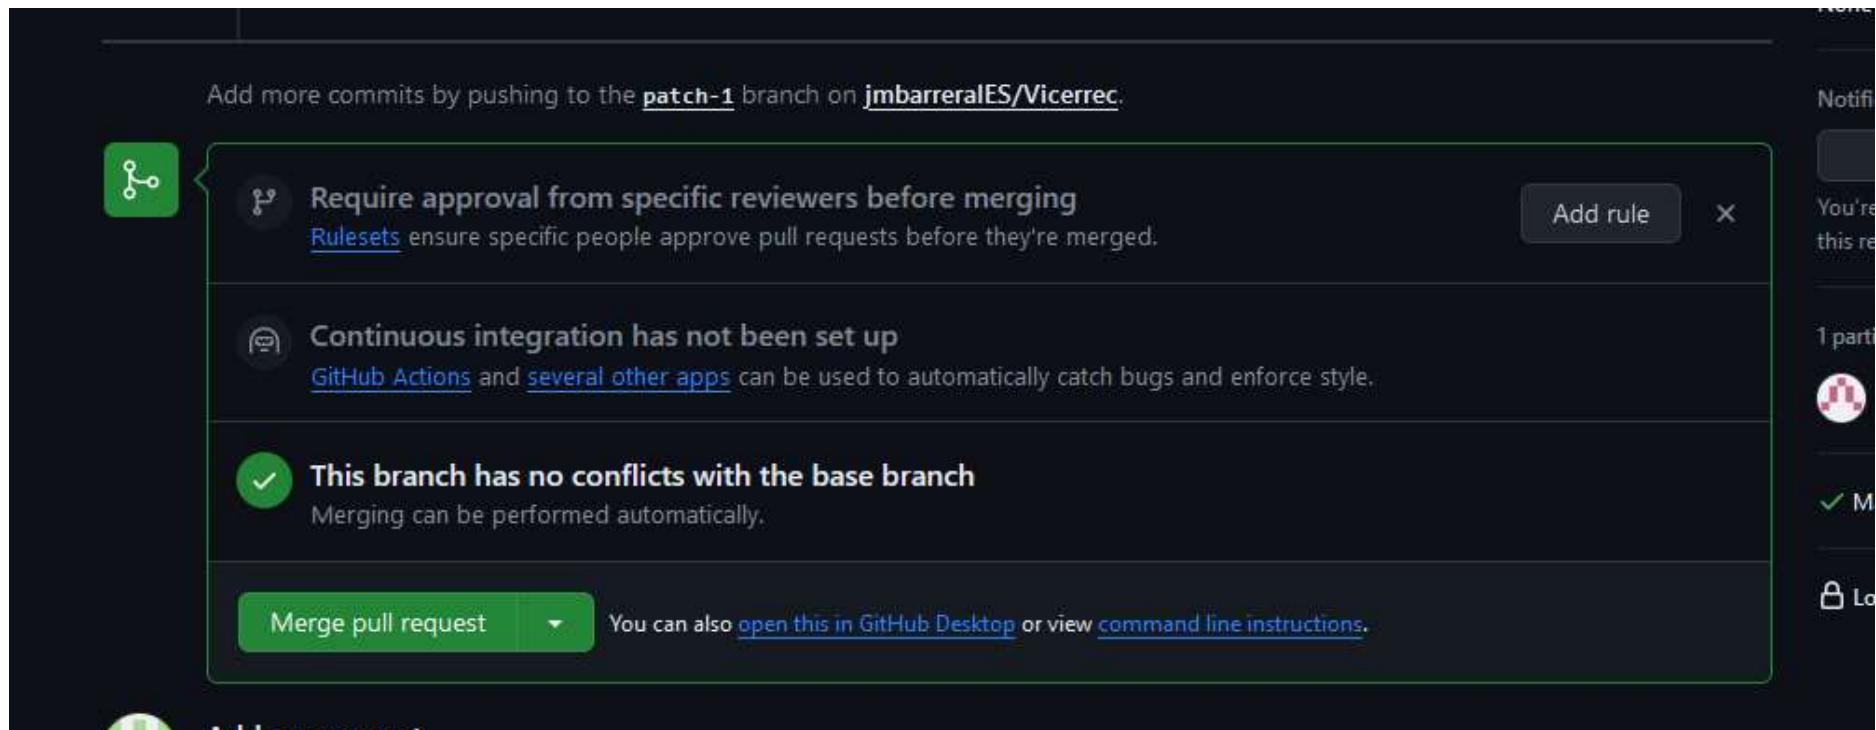 Add more commits by pushing to the patch-1 branch on jmbarreralES/Vicerrec.
Require approval from specific reviewers before merging
Rulesets ensure specific people approve pull requests before they're merged.
Add rule
Continuous integration has not been set up
GitHub Actions and several other apps can be used to automatically catch bugs and enforce style.
This branch has no conflicts with the base branch
Merging can be performed automatically.
Merge pull request
You can also open this in GitHub Desktop or view command line instructions.
Notifi
You're
this re
1 parti
M
Lo